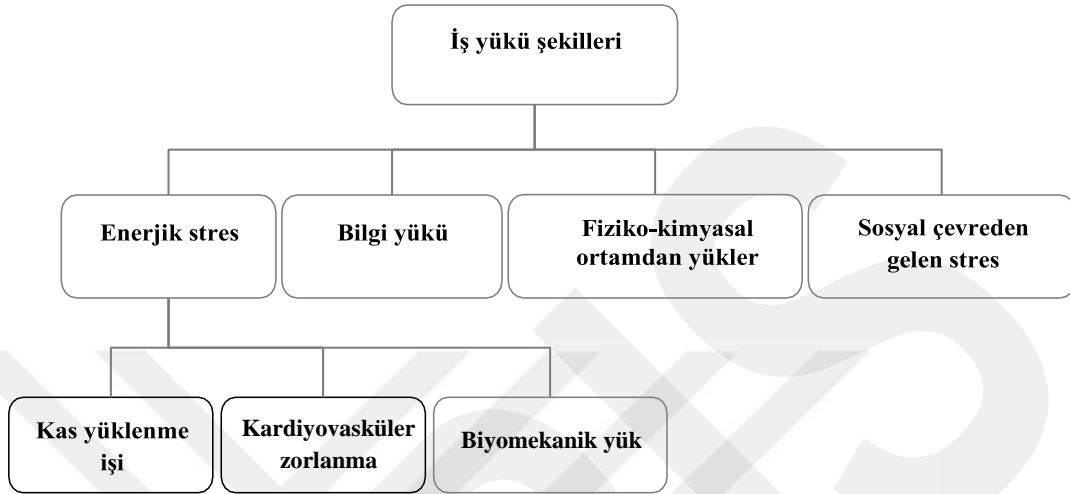 İş yükü şekilleri
Enerjik stres
Bilgi yükü
Fiziko-kimyasal
ortamdan yükler
Sosyal çevreden
gelen stres
Kas yüklenme
işi
Kardiyovasküler
zorlanma
Biyomekanik yük